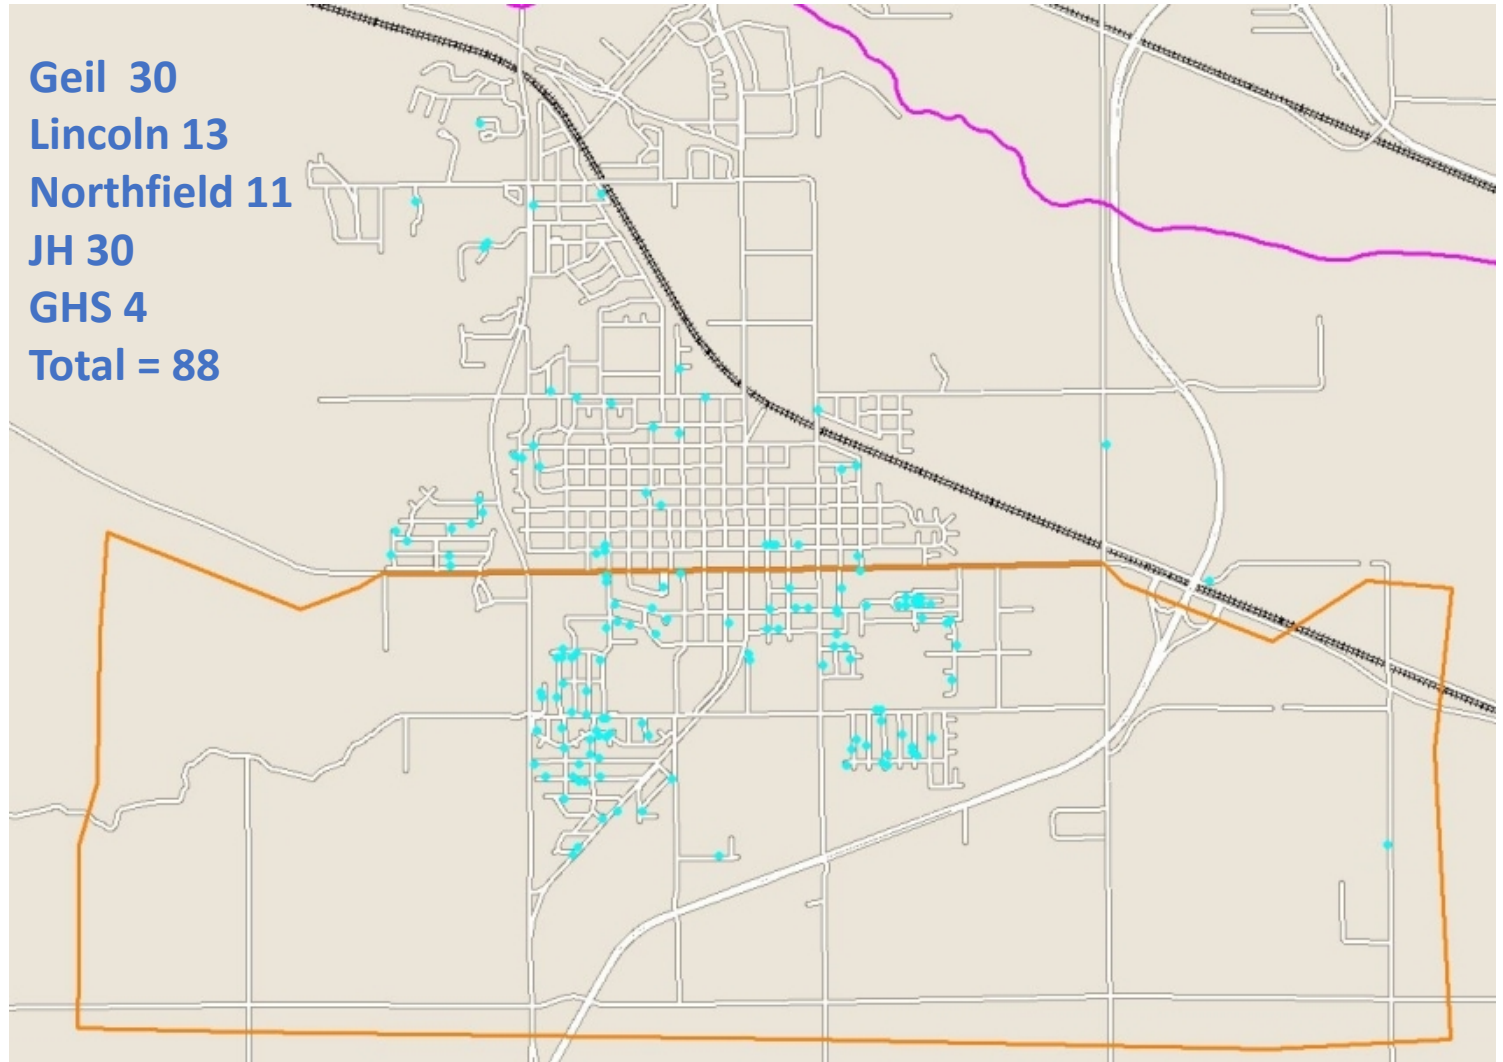 Geil  30
Lincoln 13
Northfield 11
JH 30
GHS 4
Total = 88